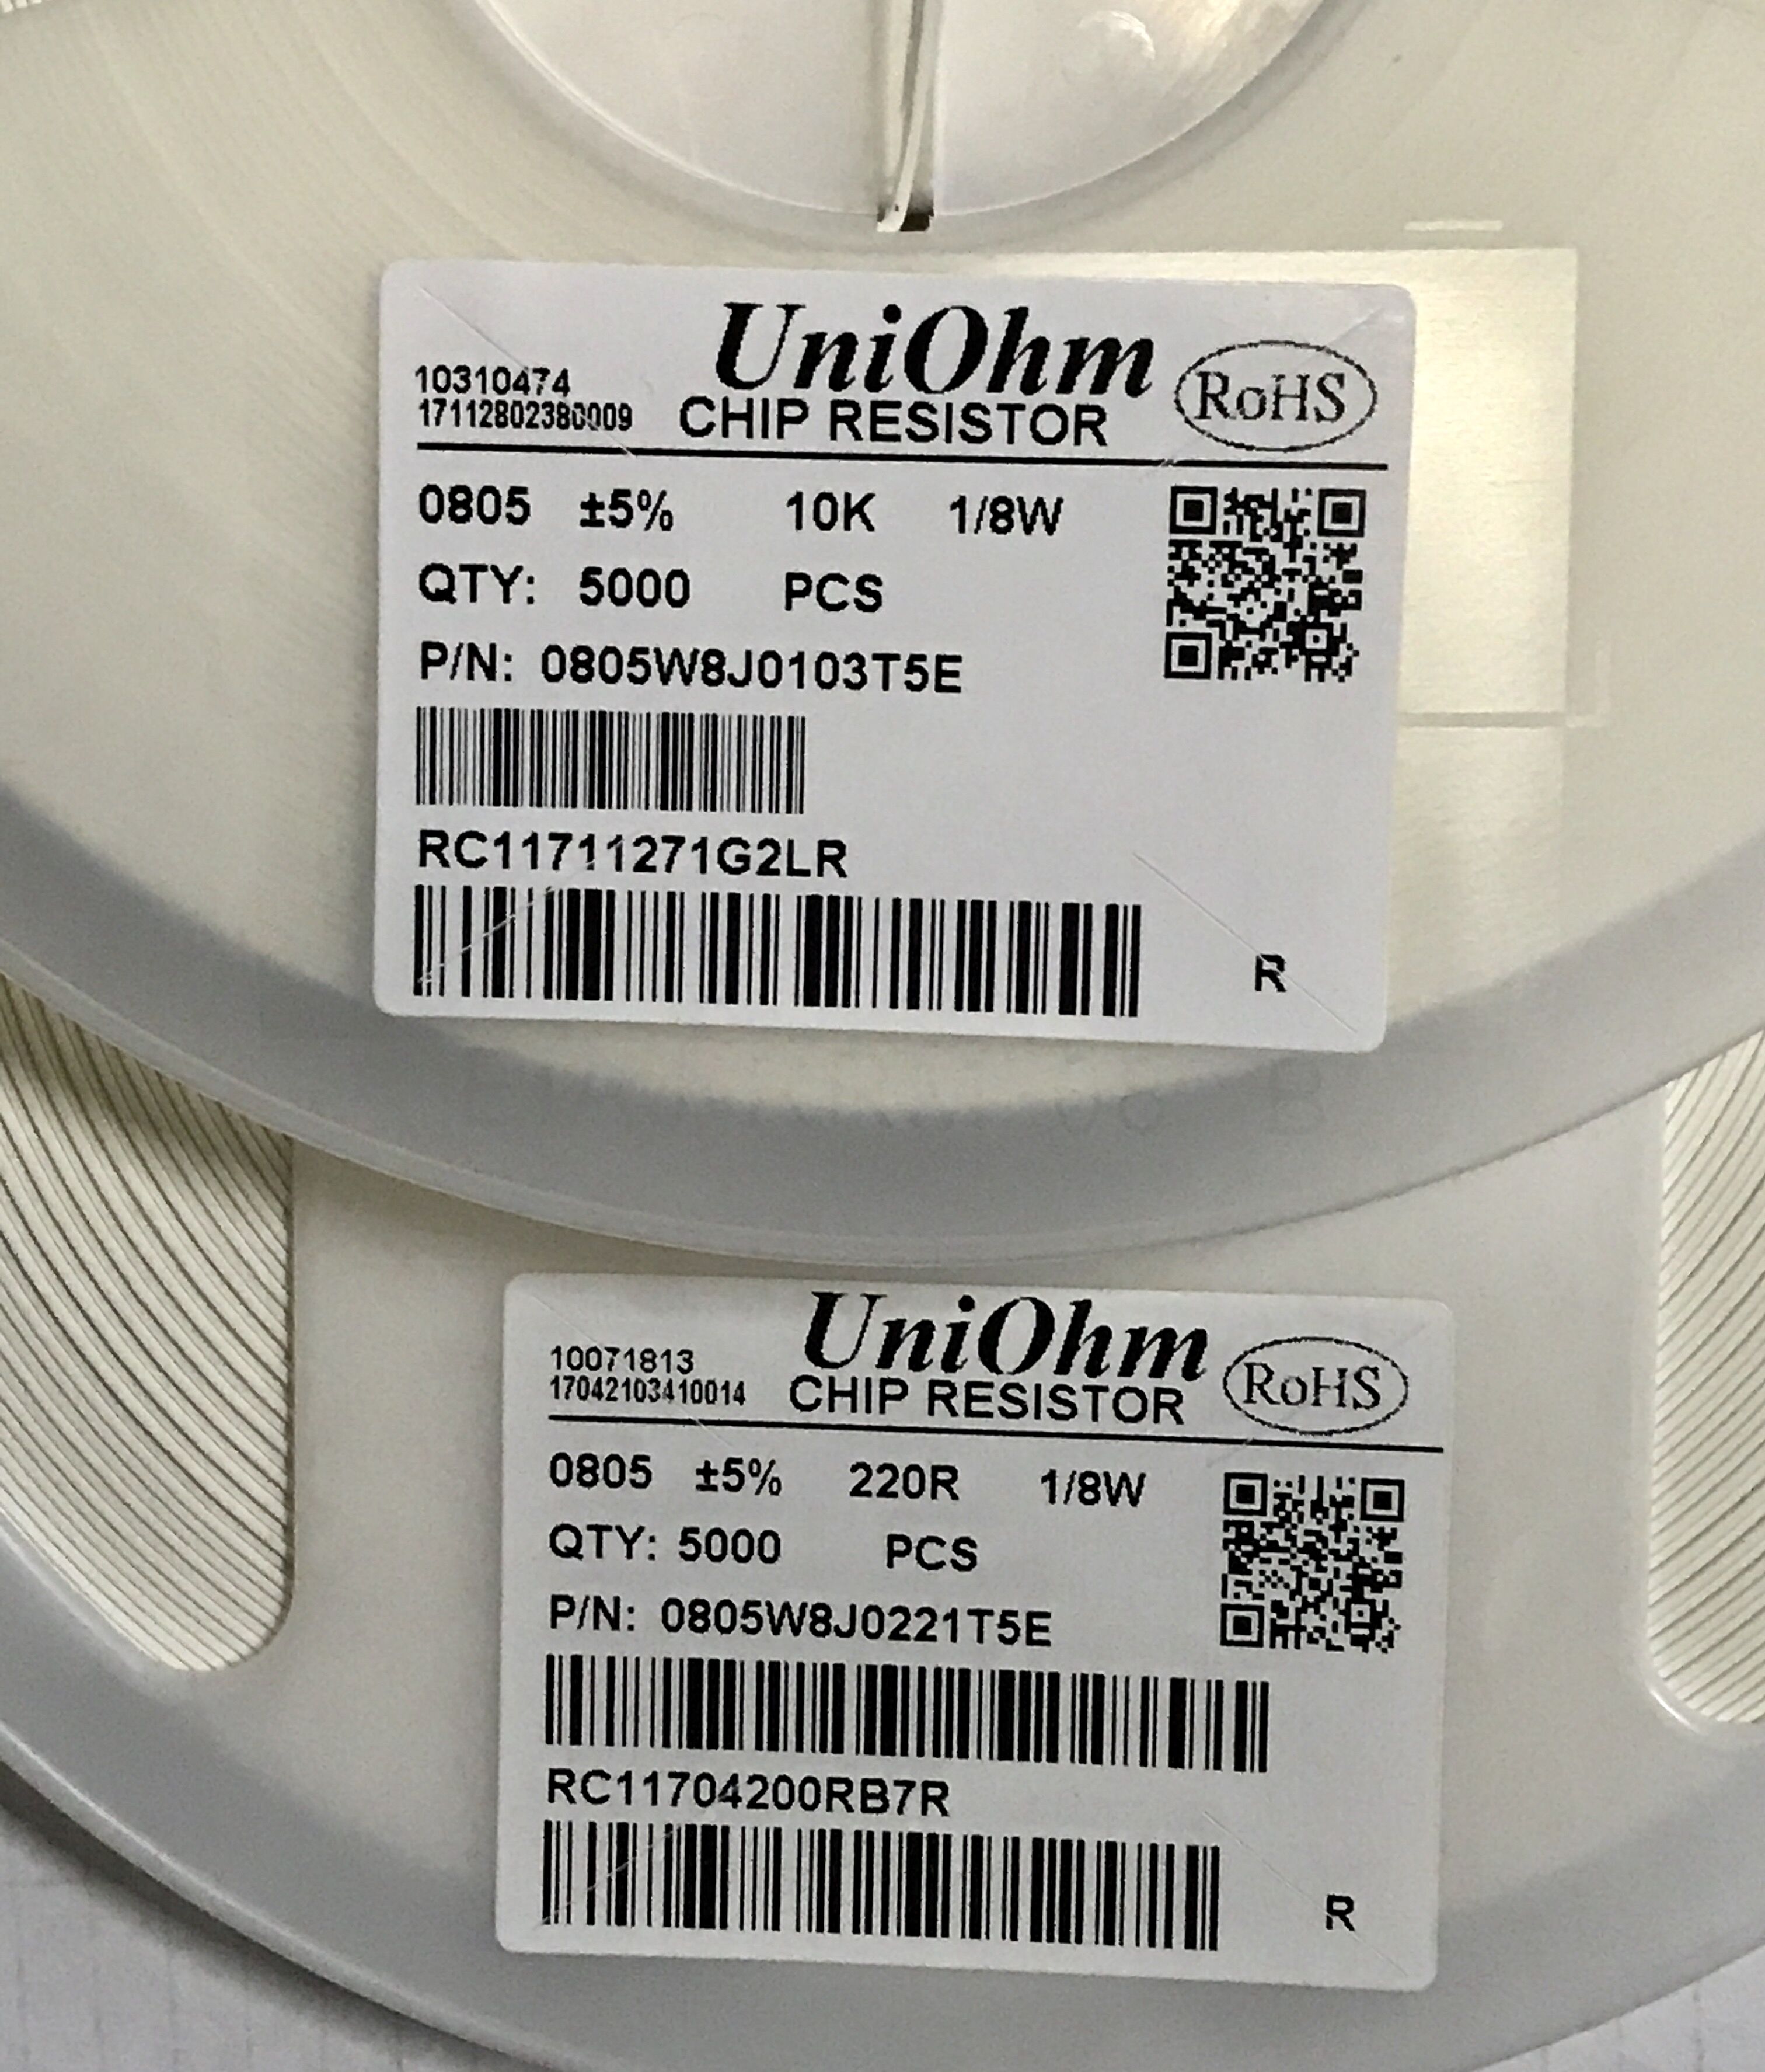 UniOhm
10310474
17112802380009 CHIP RESISTOR RoHS
0805 ±5% 10K 1/8W
QTY: 5000 PCS
P/N: 0805W8J0103T5E
RC11711271G2LR
R
UniOhm
10071813
17042103410014 CHIP RESISTOR RoHS
0805 ±5% 220R 1/8W
QTY: 5000 PCS
P/N: 0805W8J0221T5E
RC11704200RB7R
R